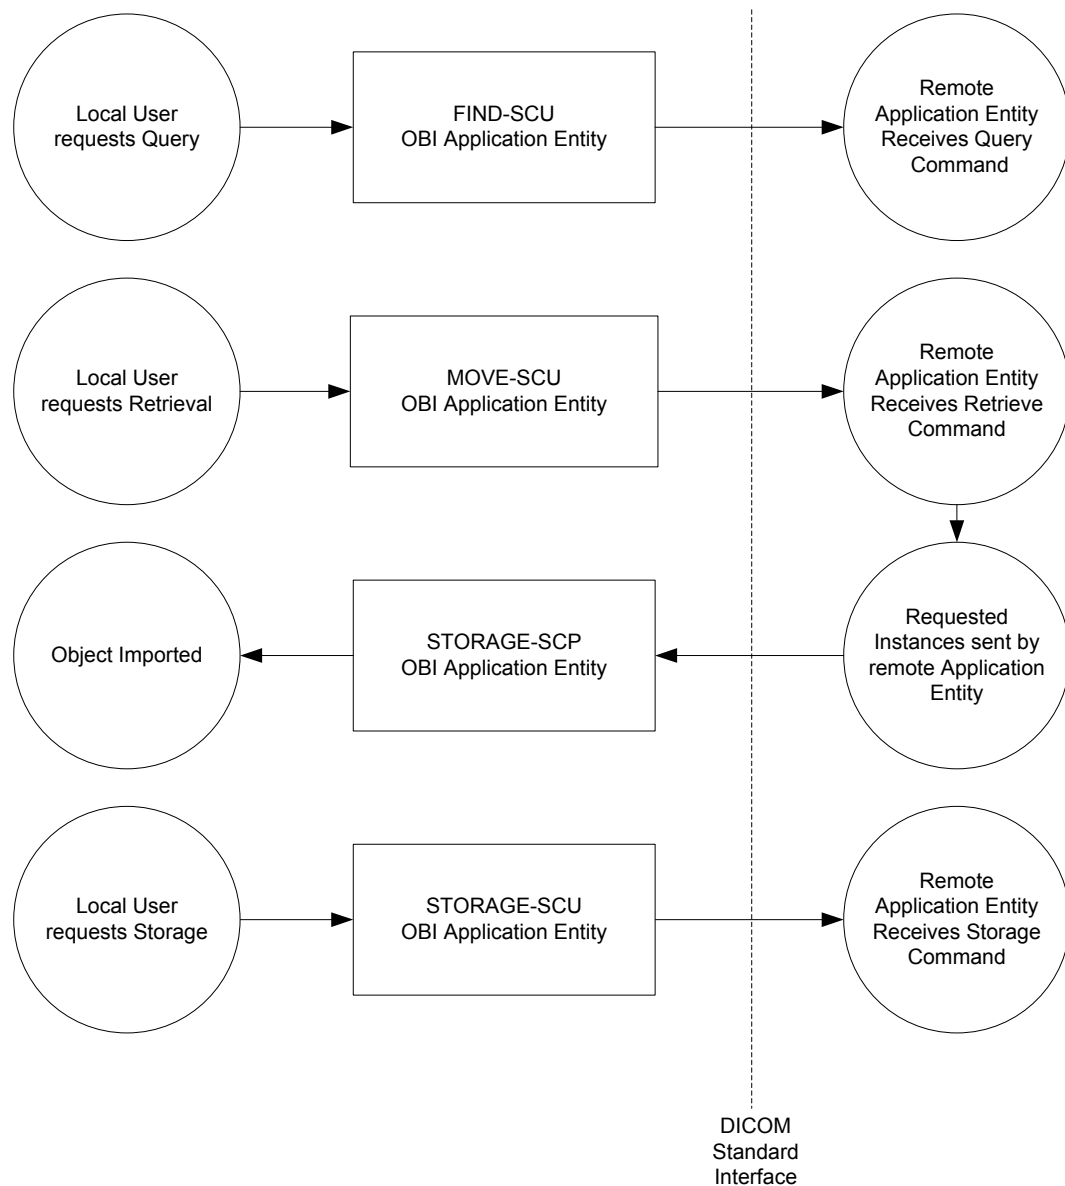 Local User
requests Query
FIND-SCU
OBI Application Entity
Remote
Application Entity
Receives Query
Command
Local User
requests Retrieval
MOVE-SCU
OBI Application Entity
Remote
Application Entity
Receives Retrieve
Command
Object Imported
STORAGE-SCP
OBI Application Entity
Requested
Instances sent by
remote Application
Entity
Local User
requests Storage
STORAGE-SCU
OBI Application Entity
Remote
Application Entity
Receives Storage
Command
DICOM
Standard
Interface